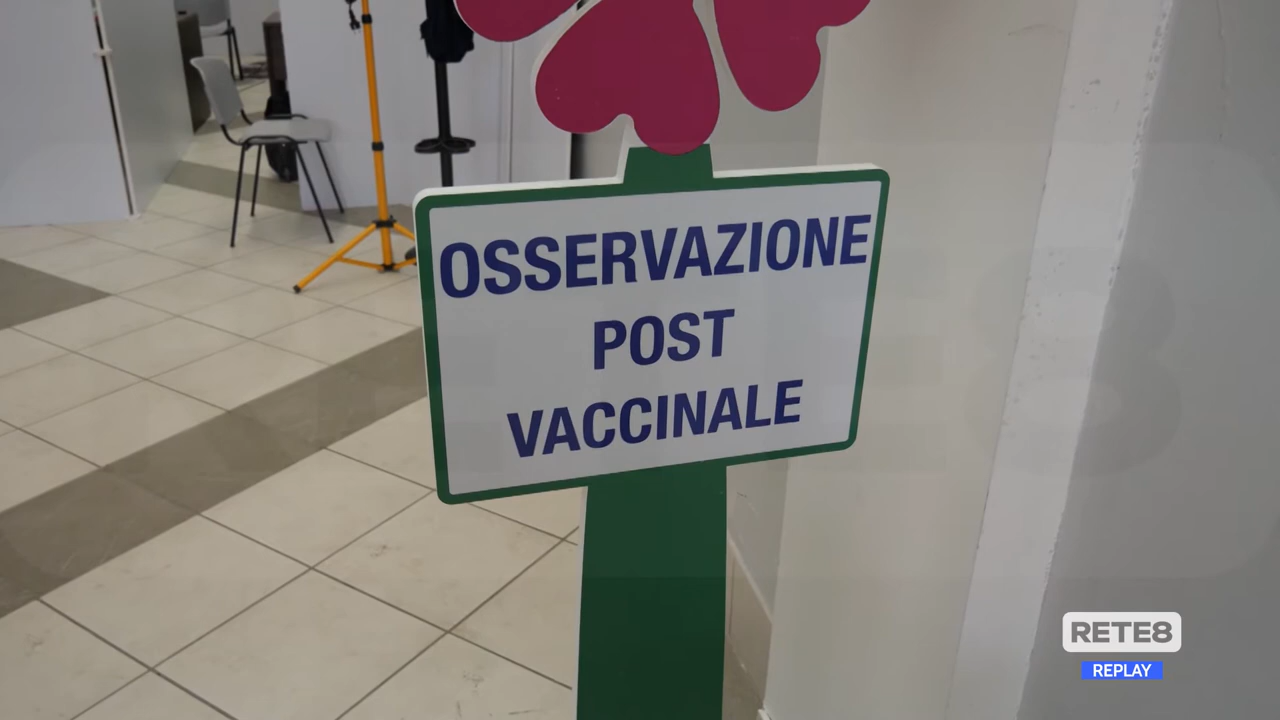 OSSERVAZIONE
POST
VACCINALE
RETE8
REPLAY